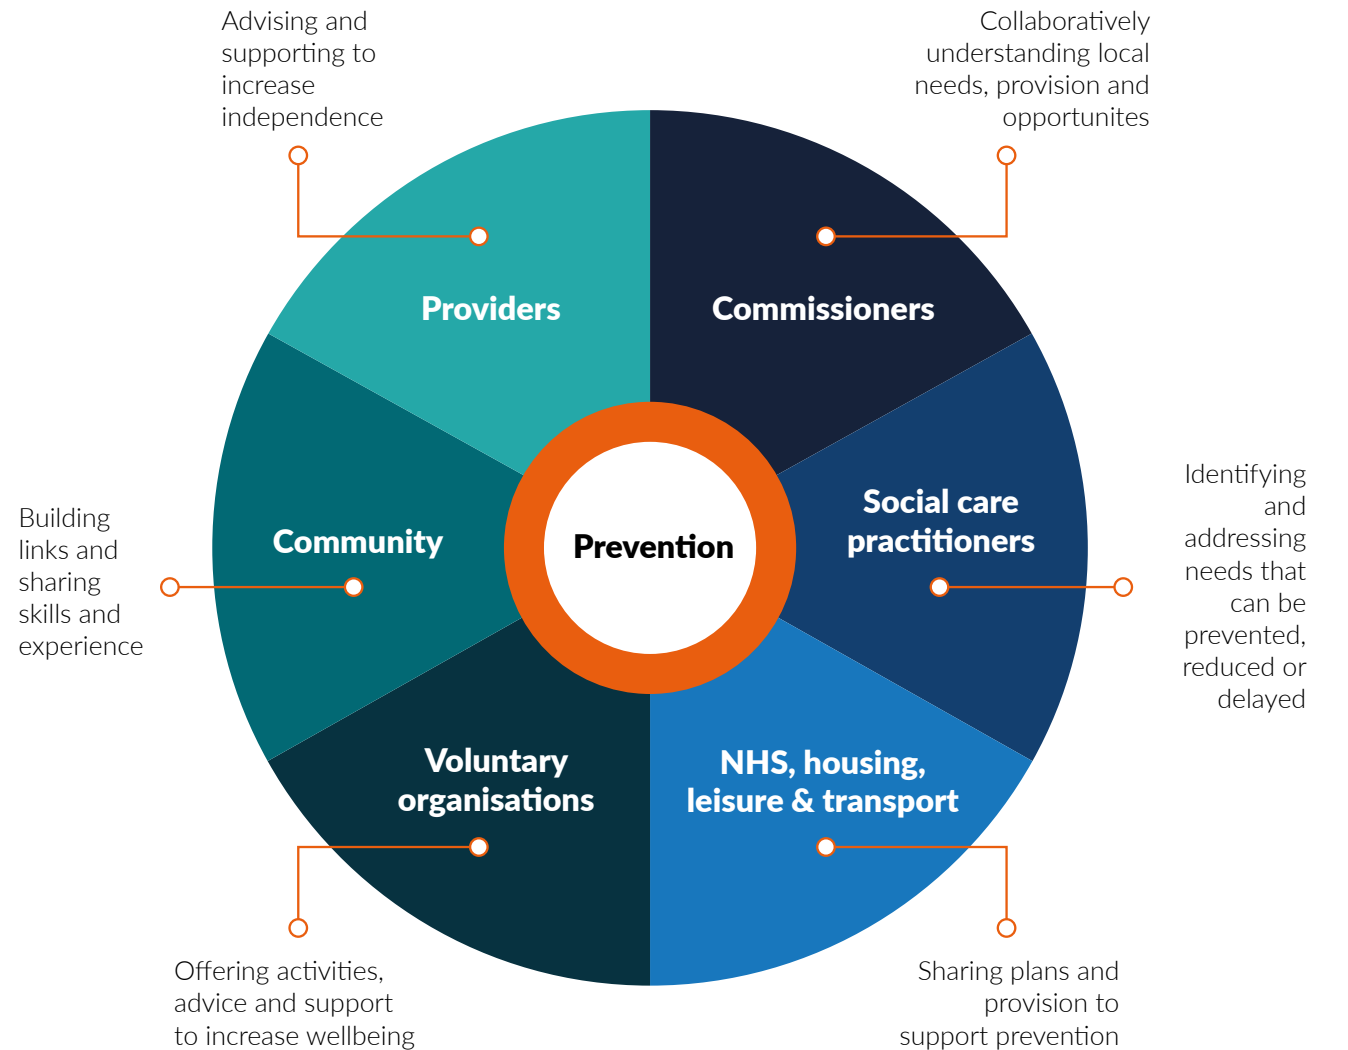 Advising and
supporting to
increase
independence
Collaboratively
understanding local
needs, provision and
opportunites
Providers
Commissioners
Building
links and
sharing
skills and
experience
Community
Prevention
Social care
practitioners
Identifying
and
addressing
needs that
can be
prevented,
reduced or
delayed
Voluntary
organisations
NHS, housing,
leisure & transport
Offering activities,
advice and support
to increase wellbeing
Sharing plans and
provision to
support prevention